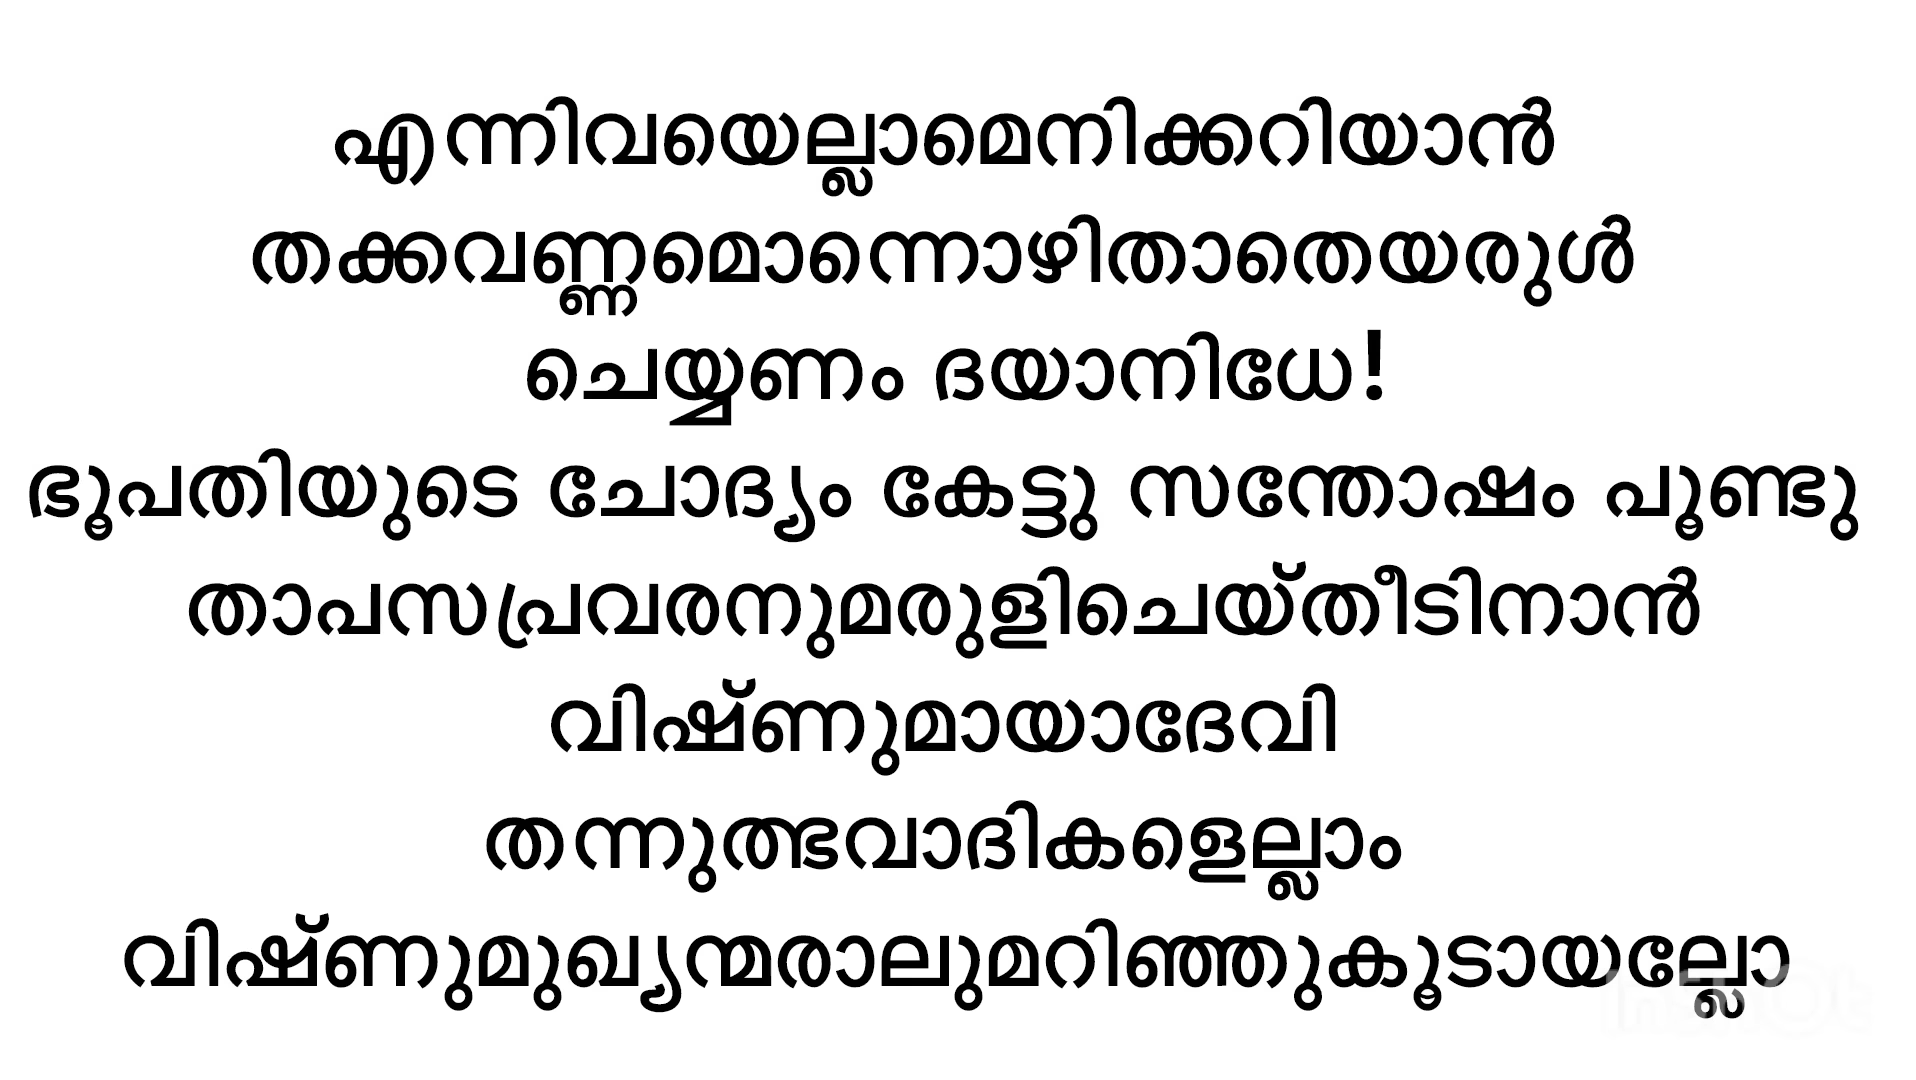 എന്നിവയെല്ലാമെനിക്കറിയാൻ
തക്കവണ്ണമൊന്നൊഴിതാതെയരുൾ
ചെയ്യണം ദയാനിധേ!
ഭൂപതിയുടെ ചോദ്യം കേട്ടു സന്തോഷം പൂണ്ടു
താപസപ്രവരനുമരുളിചെയ്തീടിനാൻ
വിഷ്ണുമായാദേവി
തന്നുത്ഭവാദികളെല്ലാം
വിഷ്ണുമുഖ്യന്മരാലുമറിഞ്ഞുകൂടായല്ലോ
InShot